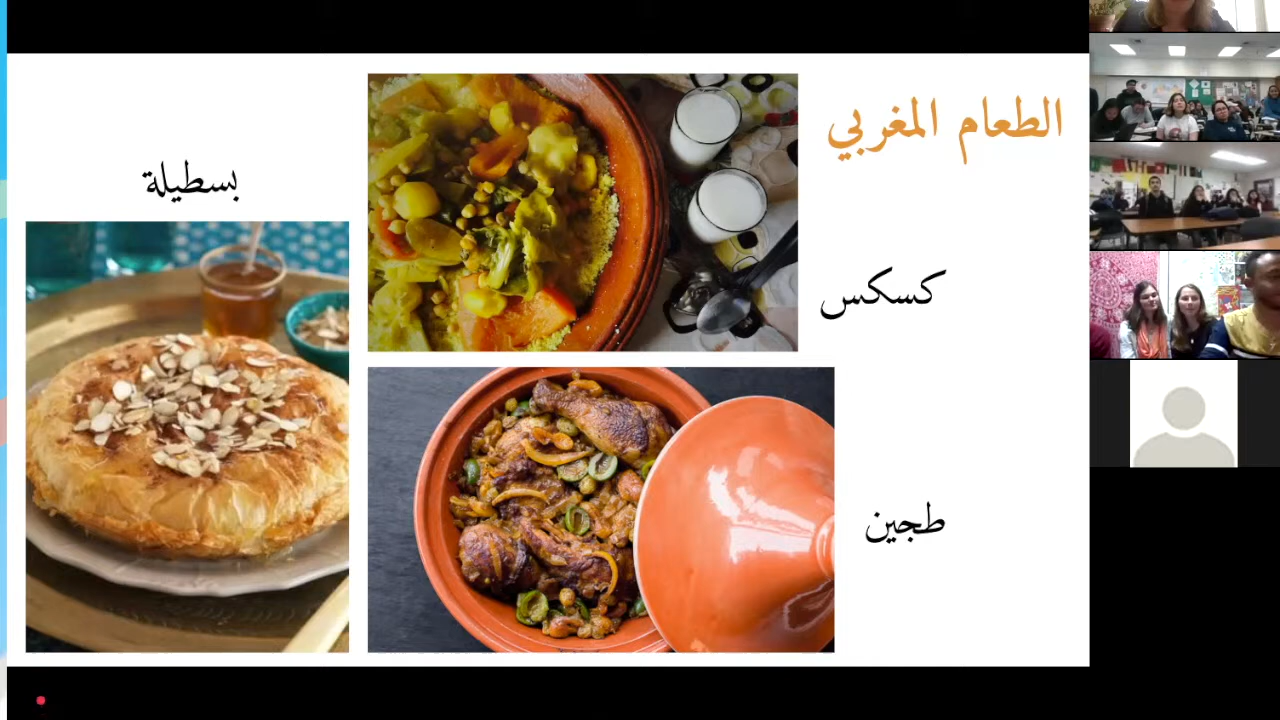 الطعام المغربي
بسطيلة
كسكس
طجين